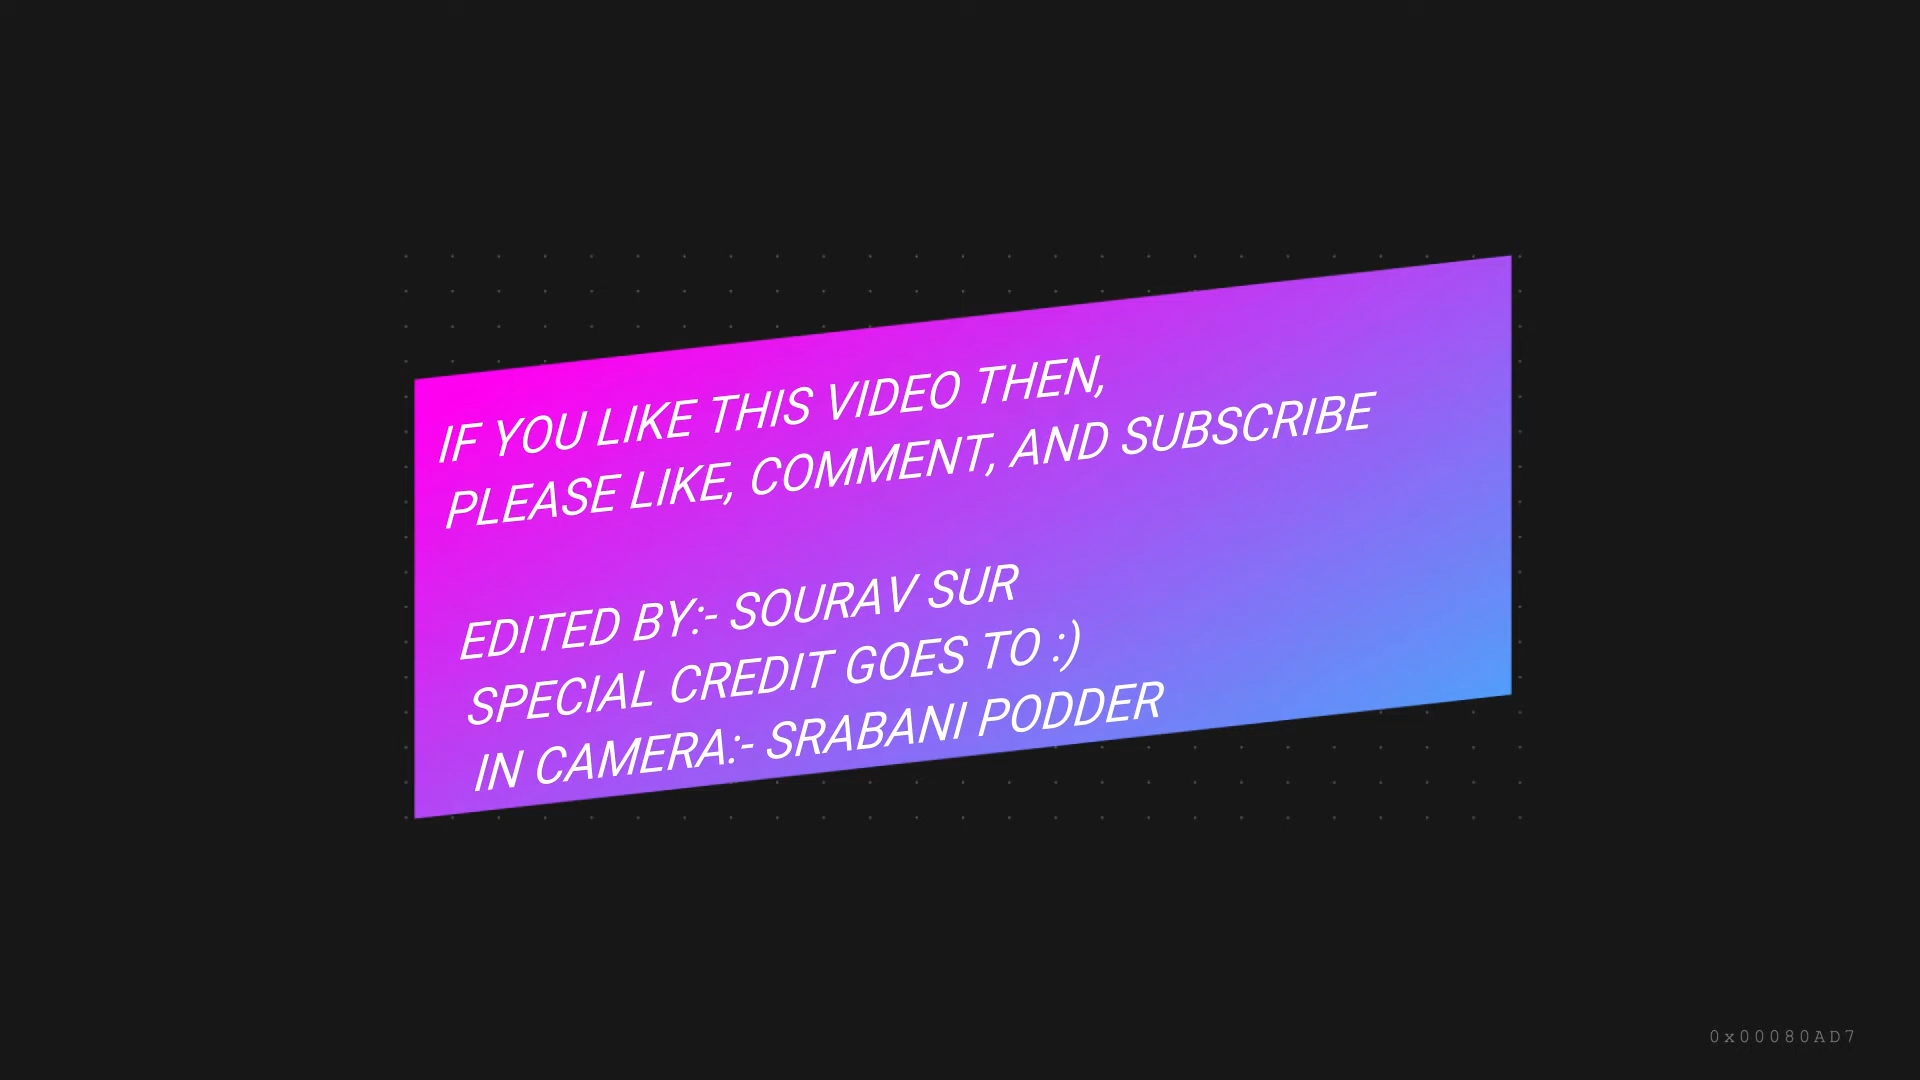 IF YOU LIKE THIS VIDEO THEN,
PLEASE LIKE, COMMENT, AND SUBSCRIBE
EDITED BY:- SOURAV SUR
SPECIAL CREDIT GOES TO :)
IN CAMERA:- SRABANI PODDER
0x00080AD7